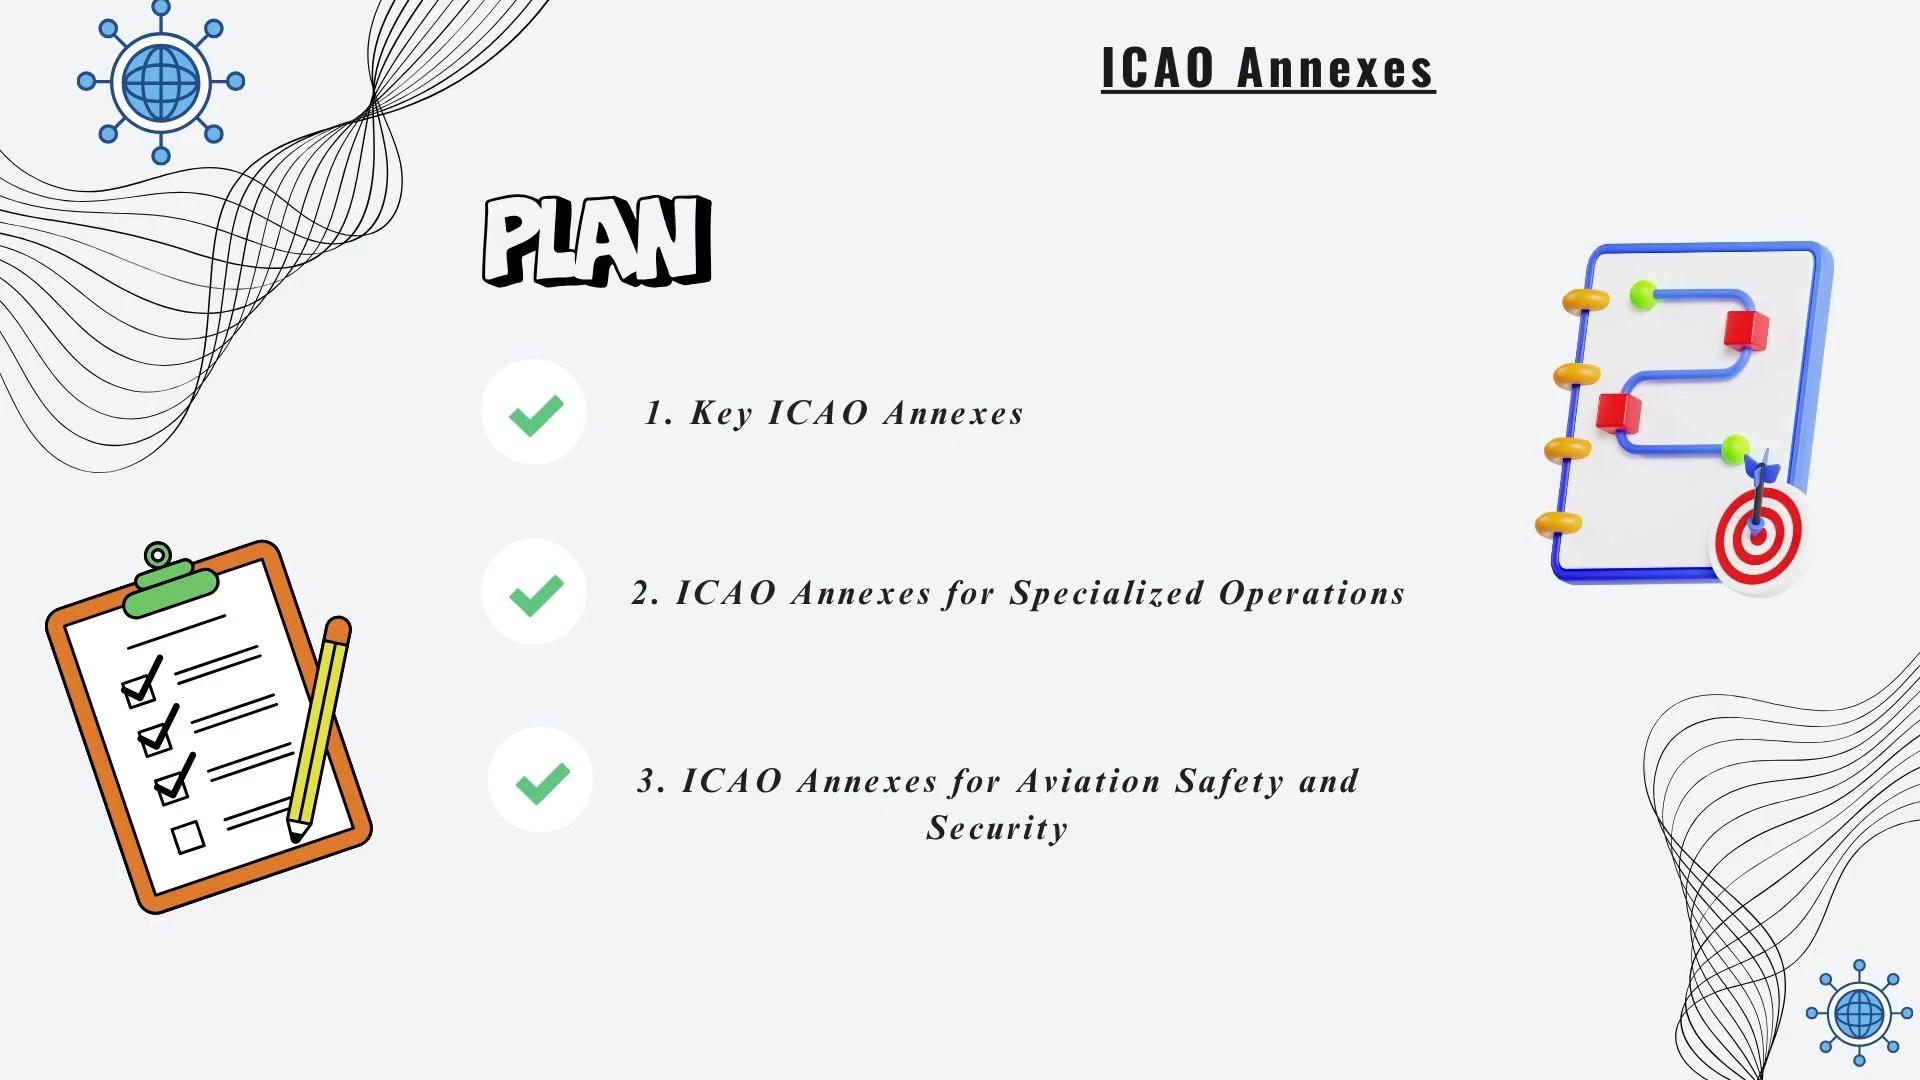 ICAO Annexes
PLAN
1. Key ICAO Annexes
2. ICAO Annexes for Specialized Operations
3. ICAO Annexes for Aviation Safety and
Security